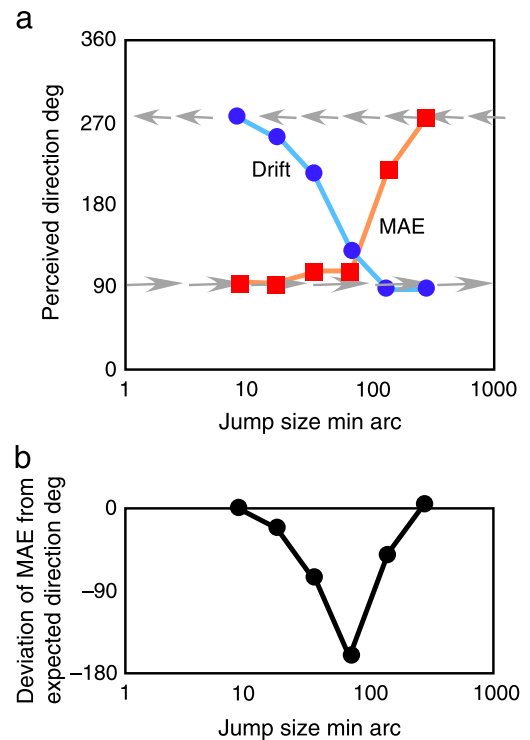 a
360
270
180
90
0
Perceived direction deg
Drift
MAE
1
10
100
1000
Jump size min arc
b
0
−90
−180
Deviation of MAE from
expected direction deg
1
10
100
1000
Jump size min arc